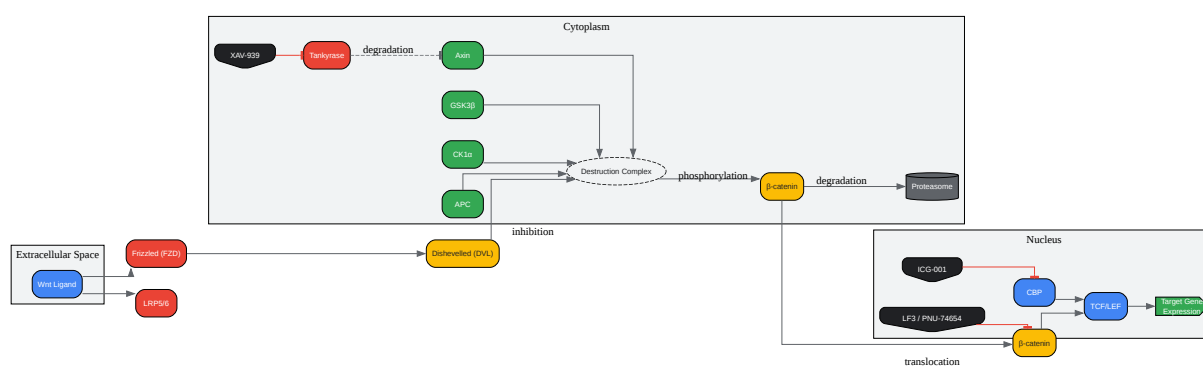 Cytoplasm
XAV-939
Tankyrase
degradation
Axin
GSK3β
CK1α
Destruction Complex
phosphorylation
β-catenin
degradation
Proteasome
APC
inhibition
Extracellular Space
Wnt Ligand
Frizzled (FZD)
LRP5/6
Dishevelled (DVL)
Nucleus
ICG-001
CBP
TCF/LEF
Target Gene
Expression
LF3 / PNU-74654
β-catenin
translocation